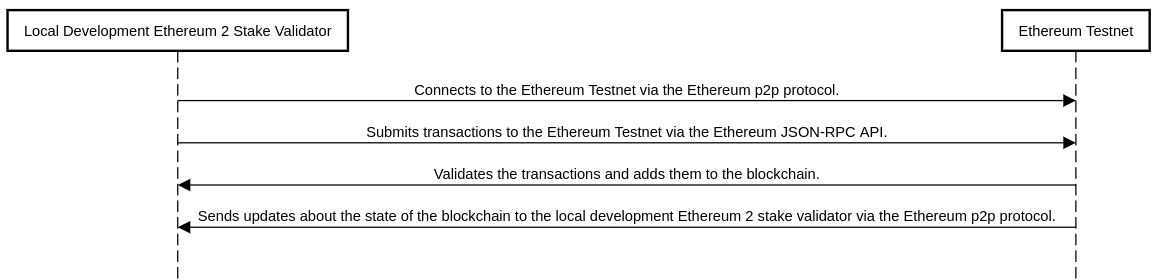 Local Development Ethereum 2 Stake Validator
Ethereum Testnet
Connects to the Ethereum Testnet via the Ethereum p2p protocol.
Submits transactions to the Ethereum Testnet via the Ethereum JSON-RPC API.
Validates the transactions and adds them to the blockchain.
Sends updates about the state of the blockchain to the local development Ethereum 2 stake validator via the Ethereum p2p protocol.